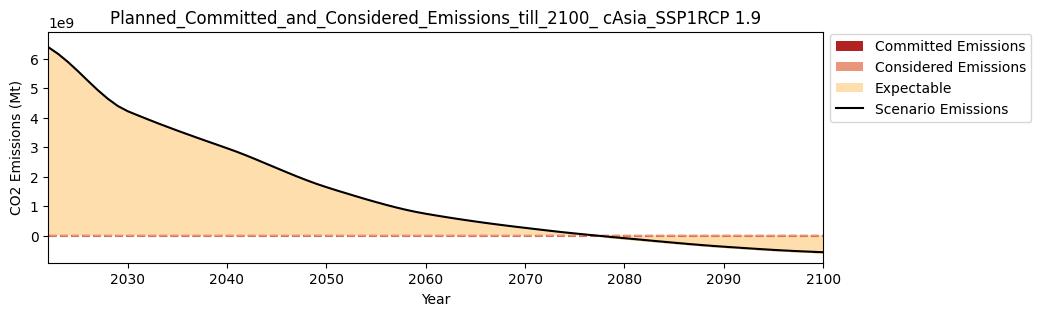 Planned_Committed_and_Considered_Emissions_till_2100_ cAsia_SSP1RCP 1.9
1e9
Committed Emissions
Considered Emissions
Expectable
Scenario Emissions
CO2 Emissions (Mt)
6
5
4
3
2
1
0
2030 2040 2050 2060 2070 2080 2090 2100
Year